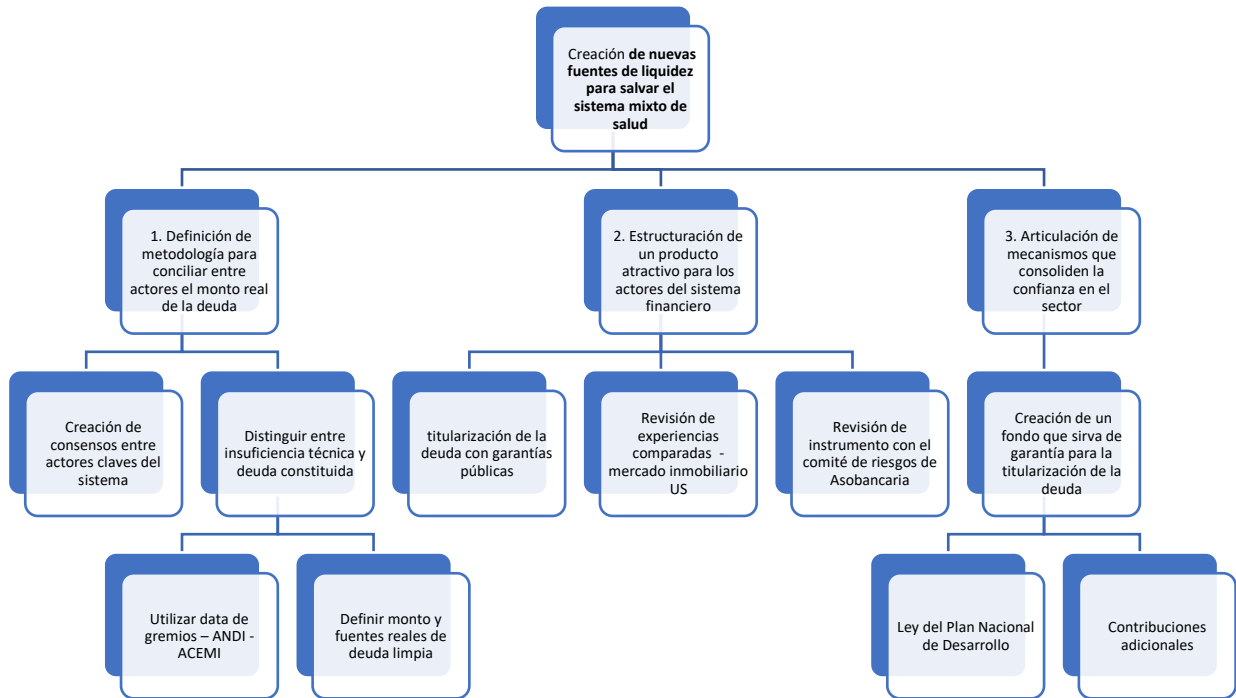 Creación de nuevas
fuentes de liquidez
para salvar el
sistema mixto de
salud
1. Definición de
metodología para
conciliar entre
actores el monto real
de la deuda
2. Estructuración de
un producto
atractivo para los
actores del sistema
financiero
3. Articulación de
mecanismos que
consoliden la
confianza en el
sector
Creación de
consensos entre
actores claves del
sistema
Distinguir entre
insuficiencia técnica y
deuda constituida
titularización de la
deuda con garantías
públicas
Revisión de
experiencias
comparadas -
mercado inmobiliario
US
Revisión de
instrumento con el
comité de riesgos de
Asobancaria
Creación de un
fondo que sirva de
garantía para la
titularización de la
deuda
Utilizar data de
gremios – ANDI -
ACEMI
Definir monto y
fuentes reales de
deuda limpia
Ley del Plan Nacional
de Desarrollo
Contribuciones
adicionales